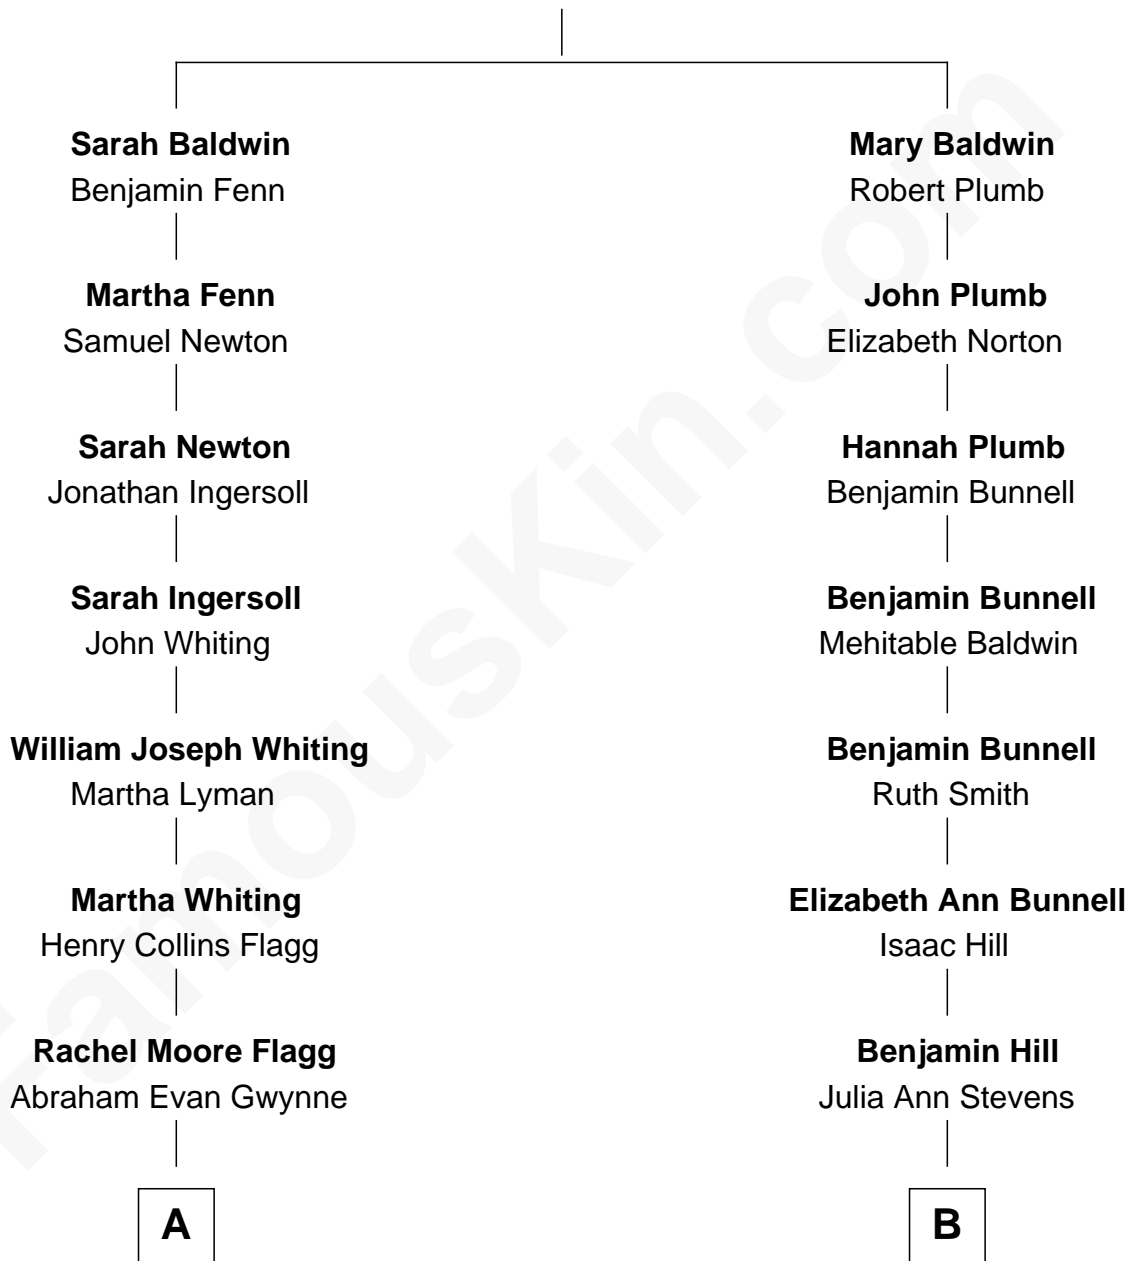 Sarah Baldwin
Benjamin Fenn
Martha Fenn
Samuel Newton
Sarah Newton
Jonathan Ingersoll
Sarah Ingersoll
John Whiting
William Joseph Whiting
Martha Lyman
Martha Whiting
Henry Collins Flagg
Rachel Moore Flagg
Abraham Evan Gwynne
A
Mary Baldwin
Robert Plumb
John Plumb
Elizabeth Norton
Hannah Plumb
Benjamin Bunnell
Benjamin Bunnell
Mehitable Baldwin
Benjamin Bunnell
Ruth Smith
Elizabeth Ann Bunnell
Isaac Hill
Benjamin Hill
Julia Ann Stevens
B
FamousKin.com